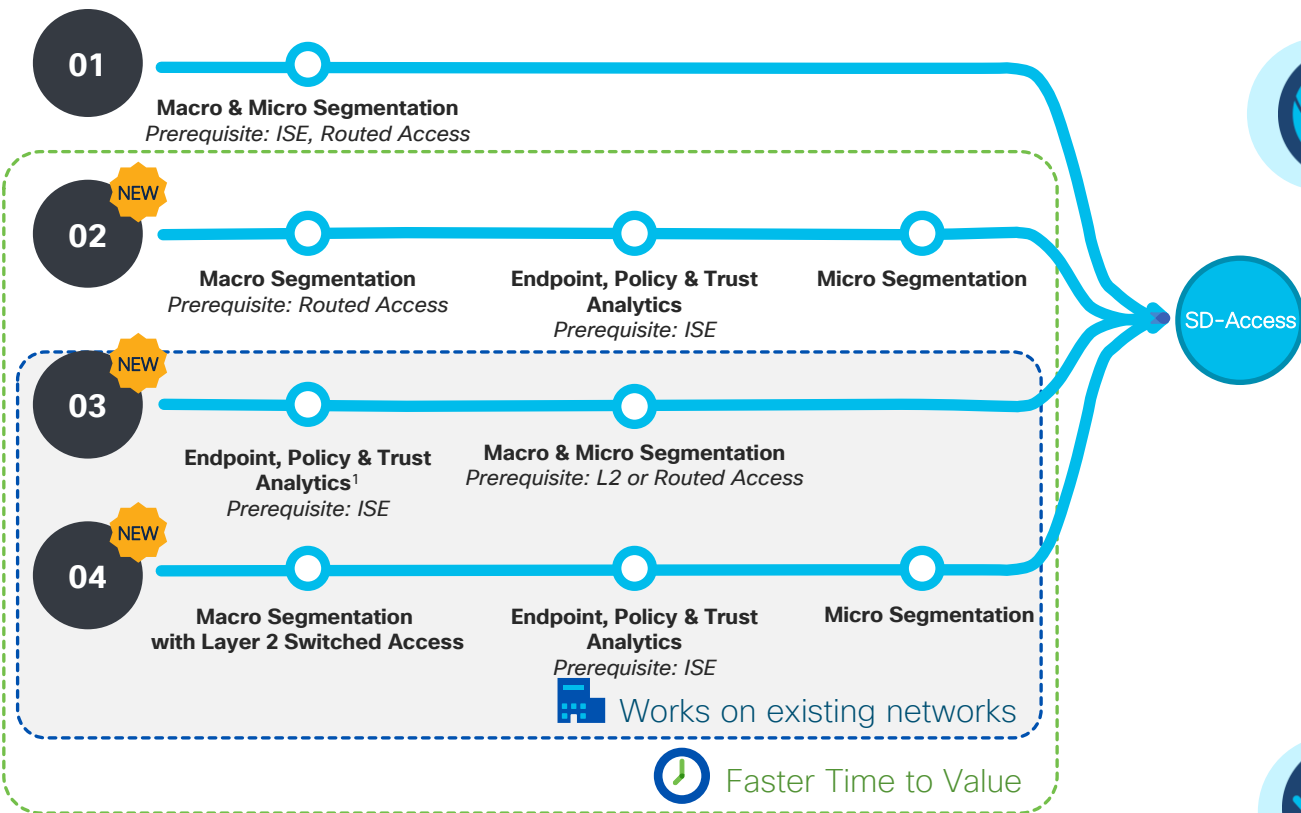 01
Macro & Micro Segmentation
Prerequisite: ISE, Routed Access
NEW
02
Macro Segmentation
Prerequisite: Routed Access
Endpoint, Policy & Trust
Analytics
Prerequisite: ISE
Micro Segmentation
SD-Access
NEW
03
Endpoint, Policy & Trust
Analytics¹
Prerequisite: ISE
Macro & Micro Segmentation
Prerequisite: L2 or Routed Access
NEW
04
Macro Segmentation
with Layer 2 Switched Access
Endpoint, Policy & Trust
Analytics
Prerequisite: ISE
Micro Segmentation
Works on existing networks
Faster Time to Value